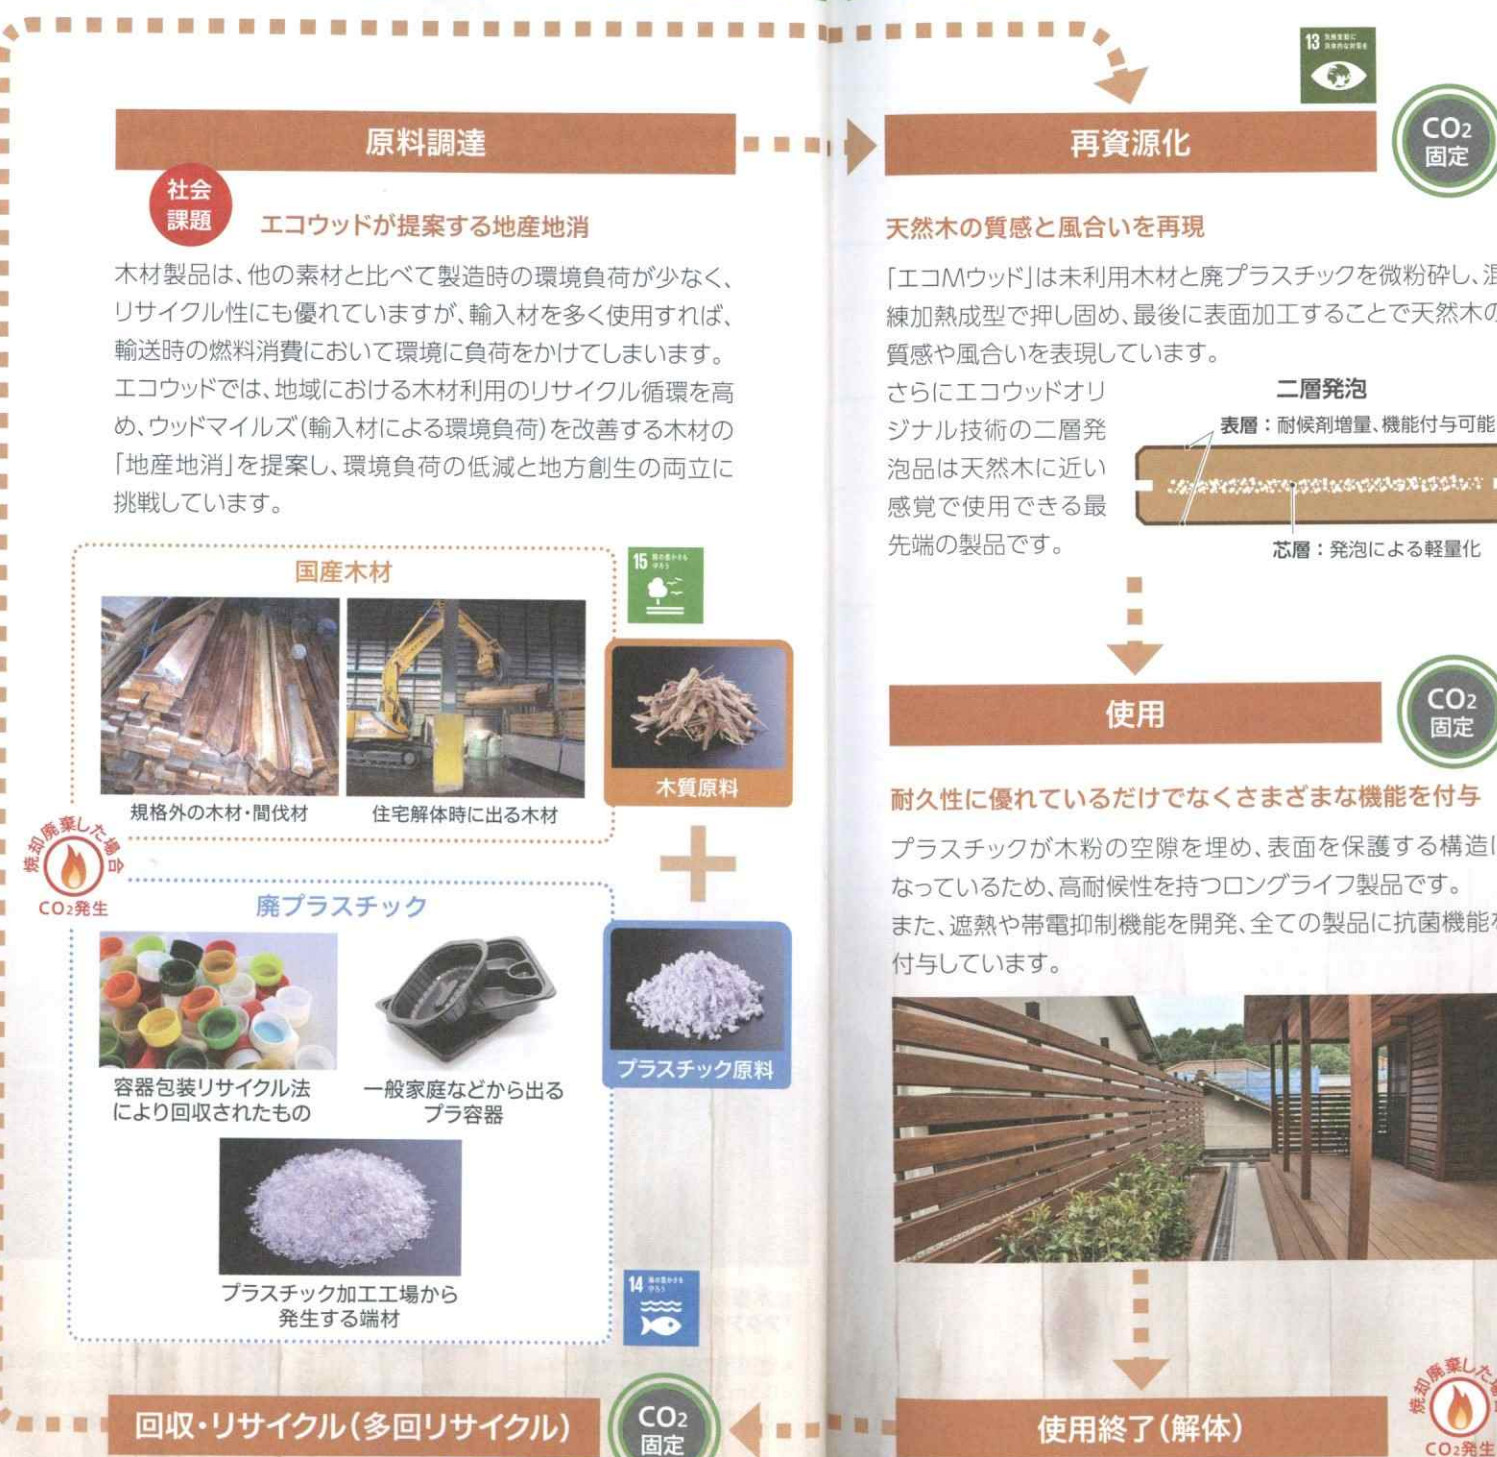 原料調達
社会
課題
エコウッドが提案する地産地消
木材製品は、他の素材と比べて製造時の環境負荷が少なく、
リサイクル性にも優れていますが、輸入材を多く使用すれば、
輸送時の燃料消費において環境に負荷をかけてしまいます。
エコウッドでは、地域における木材利用のリサイクル循環を高
め、ウッドマイルズ(輸入材による環境負荷)を改善する木材の
「地産地消」を提案し、環境負荷の低減と地方創生の両立に
挑戦しています。
国産木材
規格外の木材・間伐材
住宅解体時に出る木材
15
木質原料
焼却廃棄した場合
CO2発生
廃プラスチック
容器包装リサイクル法
により回収されたもの
一般家庭などから出る
プラ容器
プラスチック原料
プラスチック加工工場から
発生する端材
14
回収・リサイクル(多回リサイクル)
CO2
固定
13
再資源化
CO2
固定
天然木の質感と風合いを再現
「エコMウッド」は未利用木材と廃プラスチックを微粉砕し、混
練加熱成型で押し固め、最後に表面加工することで天然木の
質感や風合いを表現しています。
さらにエコウッドオリ
ジナル技術の二層発
泡品は天然木に近い
感覚で使用できる最
先端の製品です。
二層発泡
表層：耐候剤増量、機能付与可能
芯層：発泡による軽量化
使用
CO2
固定
耐久性に優れているだけでなくさまざまな機能を付与
プラスチックが木粉の空隙を埋め、表面を保護する構造に
なっているため、高耐候性を持つロングライフ製品です。
また、遮熱や帯電抑制機能を開発、全ての製品に抗菌機能を
付与しています。
使用終了(解体)
焼却廃棄した場合
CO2発生